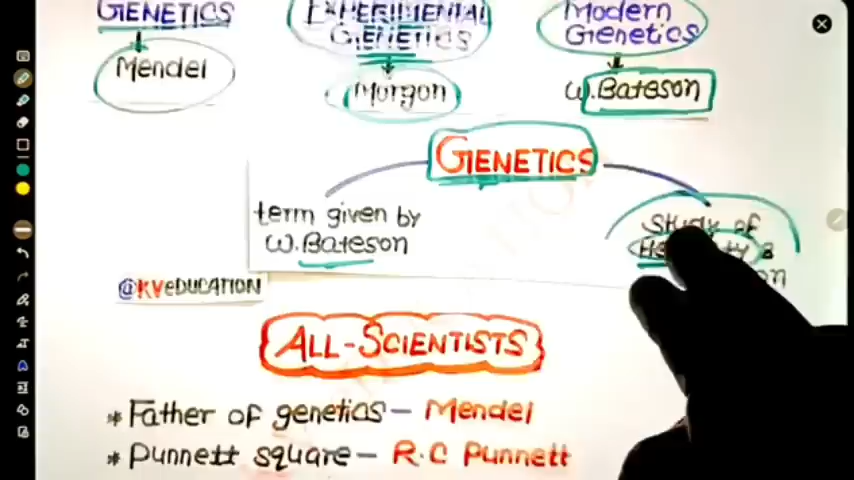 GENETICS
EXPERIMENTAL
GENETICS
Modern
Genetics
Mendel
Morgon
W. Bateson
GENETICS
term given by
W. Bateson
Study of
&
@KVEDUCATION
ALL-SCIENTISTS
* Father of genetics - Mendel
* Punnett square - R.C Punnett